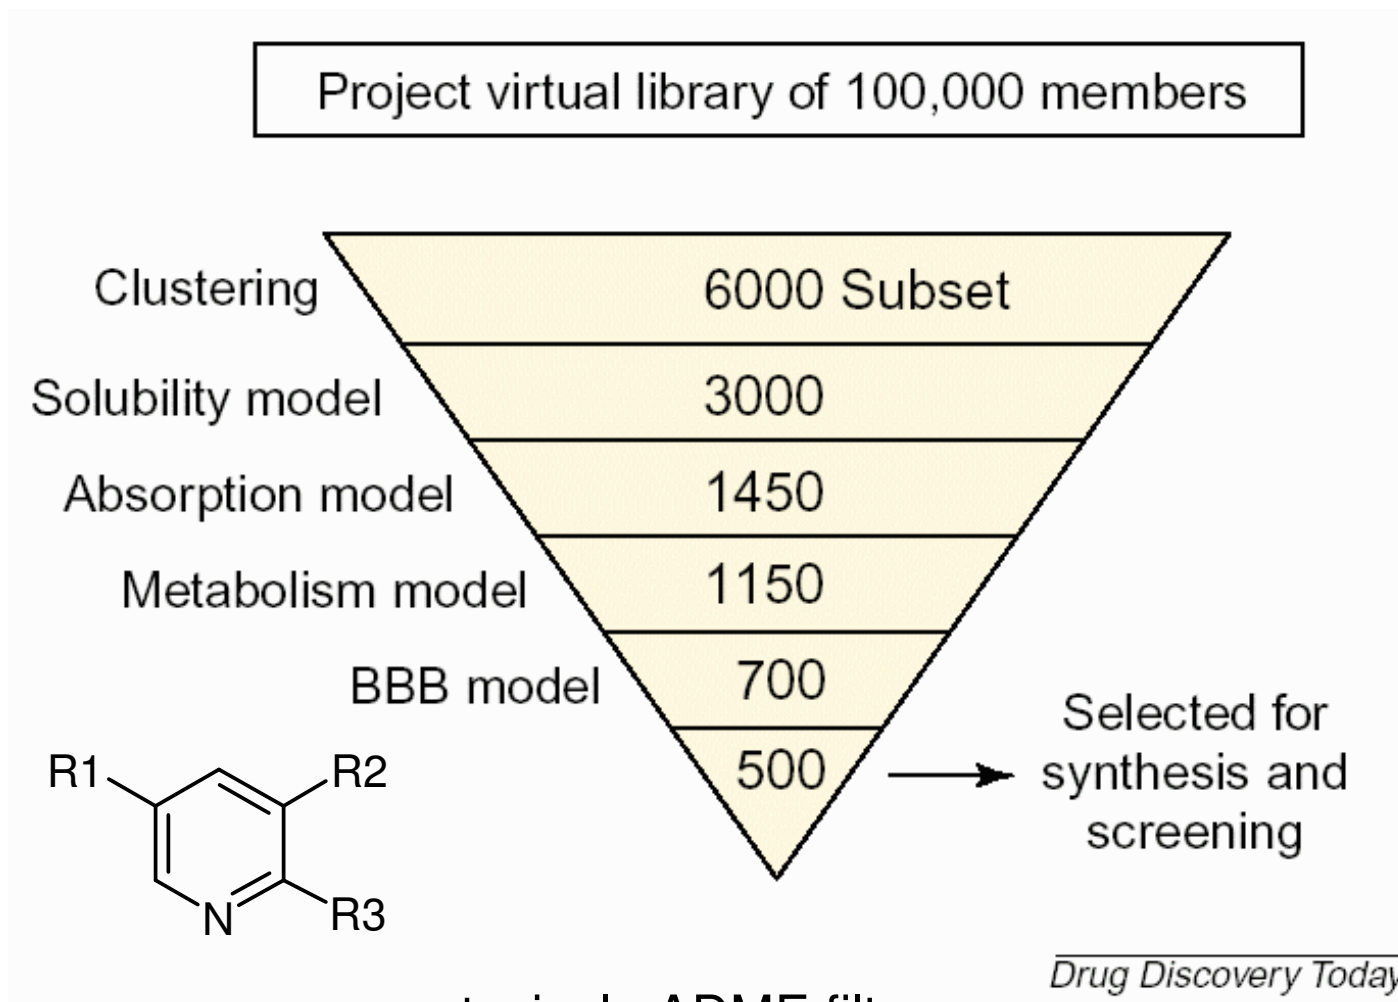 Project virtual library of 100,000 members
Clustering 6000 Subset
Solubility model 3000
Absorption model 1450
Metabolism model 1150
BBB model 700
500
Selected for
synthesis and
screening
R1
R2
N
R3
Drug Discovery Today